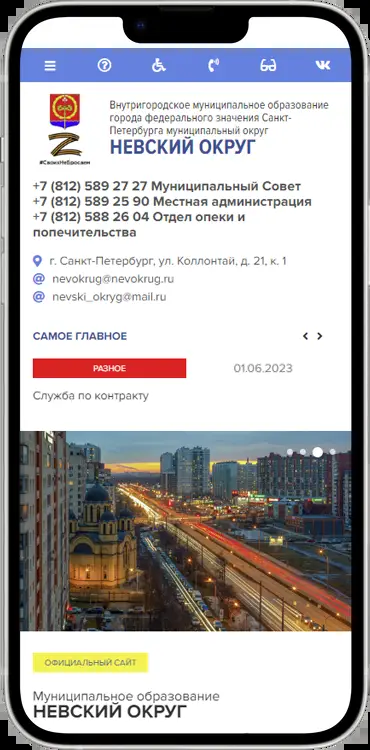 Внутригородское муниципальное образование
города федерального значения Санкт-
Петербурга муниципальный округ
НЕВСКИЙ ОКРУГ
#СвоихНеБросаем
+7 (812) 589 27 27 Муниципальный Совет
+7 (812) 589 25 90 Местная администрация
+7 (812) 588 26 04 Отдел опеки и
попечительства
г. Санкт-Петербург, ул. Коллонтай, д. 21, к. 1
@ nevokrug@nevokrug.ru
@ nevski_okryg@mail.ru
САМОЕ ГЛАВНОЕ
РАЗНОЕ 01.06.2023
Служба по контракту
ОФИЦИАЛЬНЫЙ САЙТ
Муниципальное образование
НЕВСКИЙ ОКРУГ